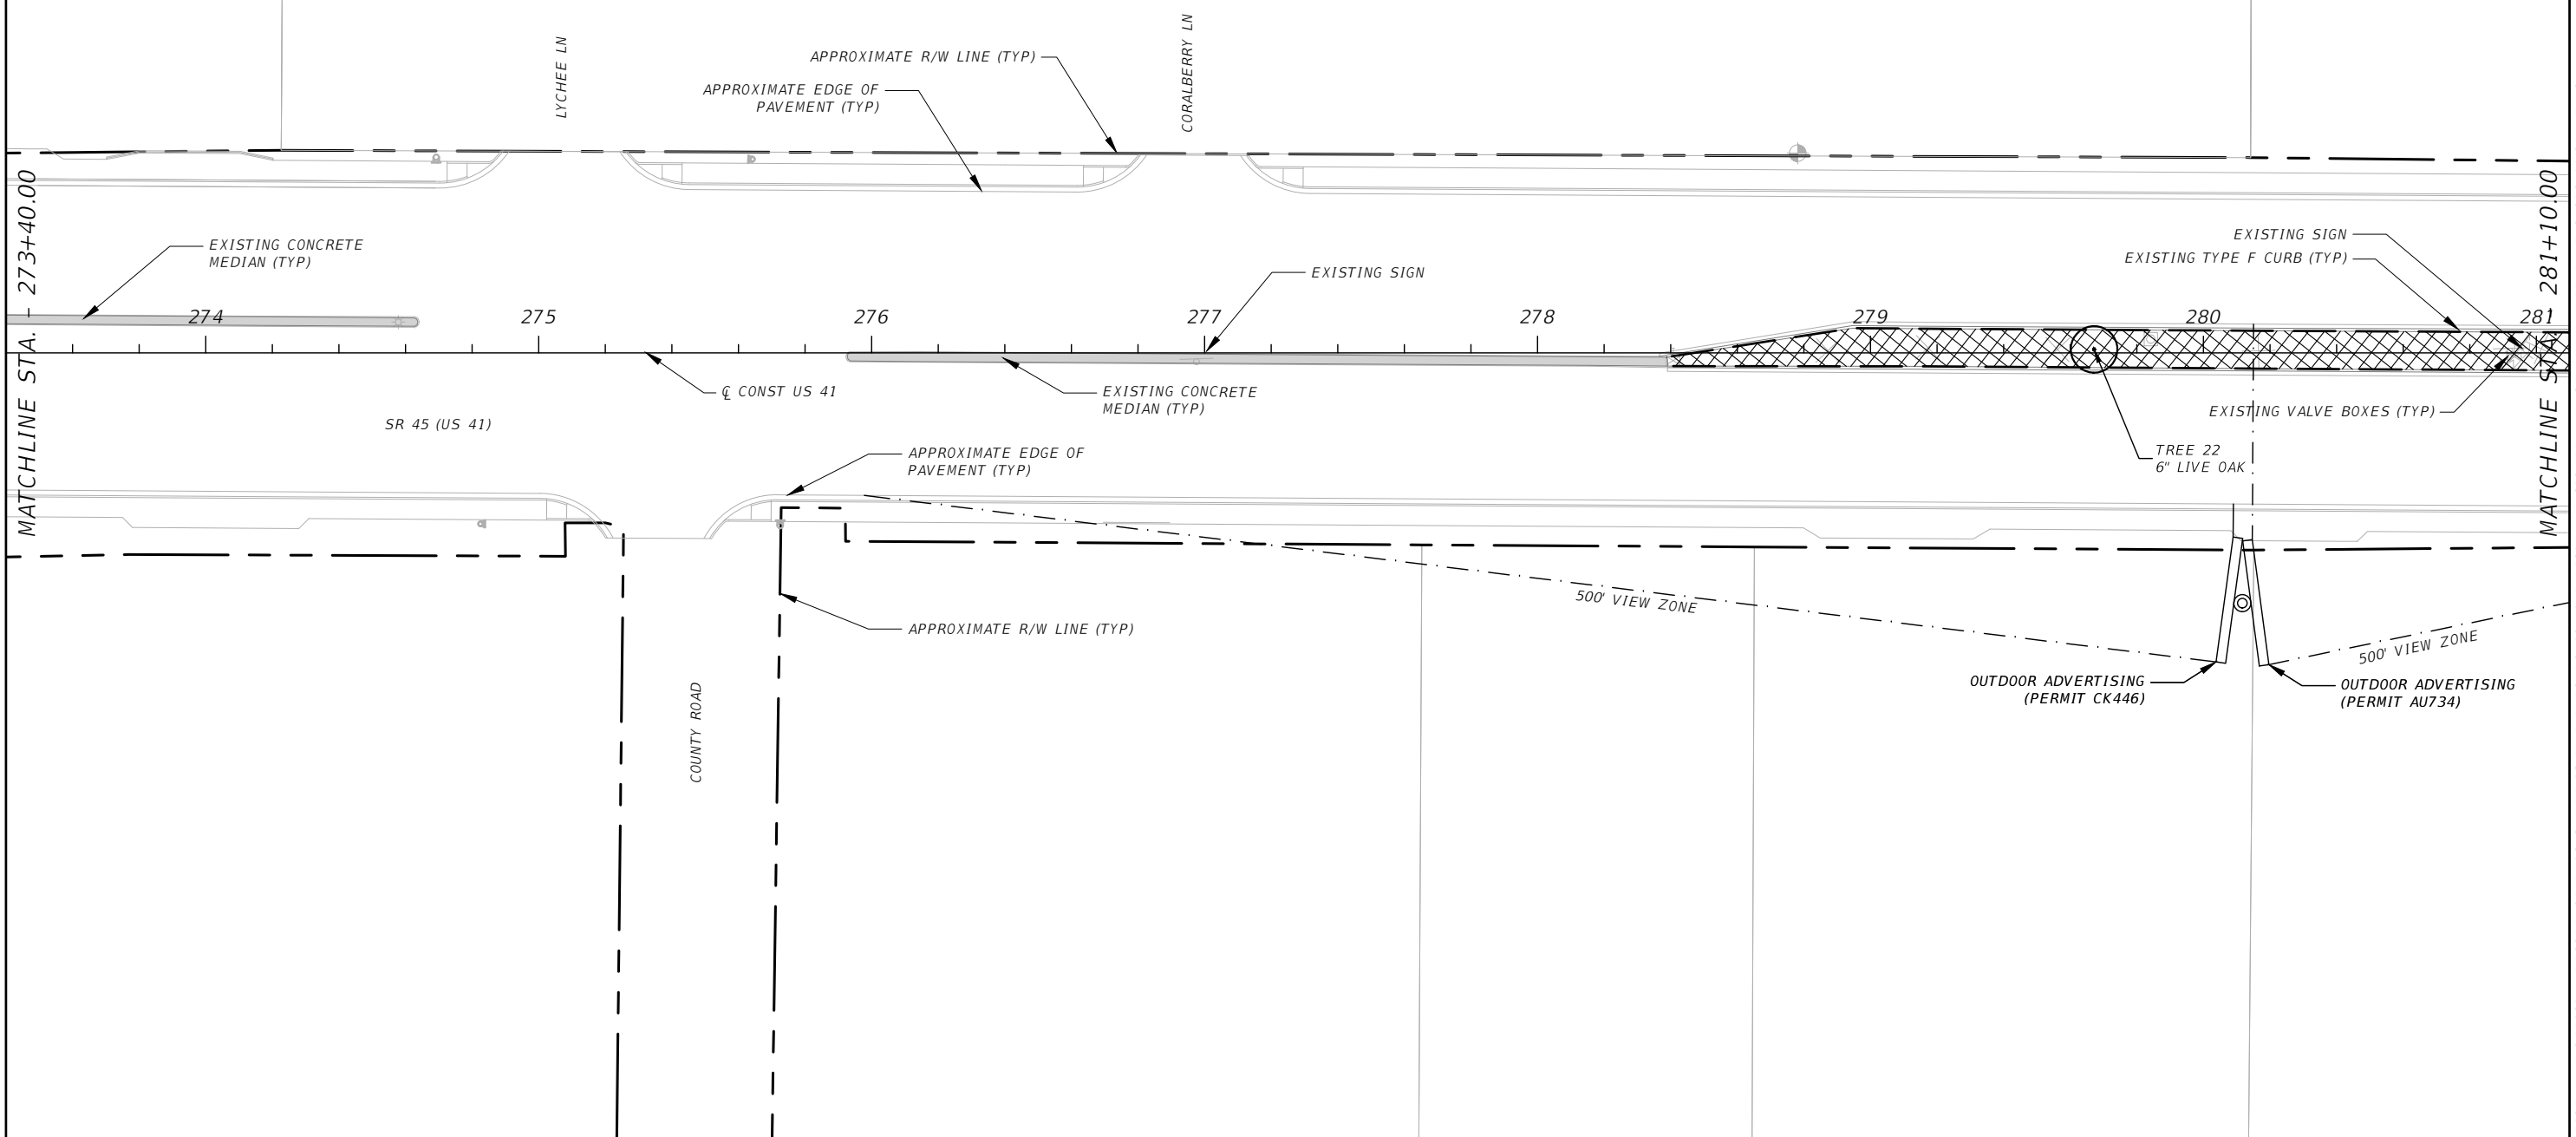 LYCHEE LN
CORALBERRY LN
APPROXIMATE R/W LINE (TYP)
APPROXIMATE EDGE OF
PAVEMENT (TYP)
MATCHLINE STA. - 273+40.00
MATCHLINE STA. - 281+10.00
EXISTING CONCRETE
MEDIAN (TYP)
EXISTING SIGN
EXISTING SIGN
EXISTING TYPE F CURB (TYP)
274
275
276
277
278
279
280
281
℄ CONST US 41
EXISTING CONCRETE
MEDIAN (TYP)
SR 45 (US 41)
EXISTING VALVE BOXES (TYP)
APPROXIMATE EDGE OF
PAVEMENT (TYP)
TREE 22
6" LIVE OAK
500' VIEW ZONE
APPROXIMATE R/W LINE (TYP)
500' VIEW ZONE
COUNTY ROAD
OUTDOOR ADVERTISING
(PERMIT CK446)
OUTDOOR ADVERTISING
(PERMIT AU734)